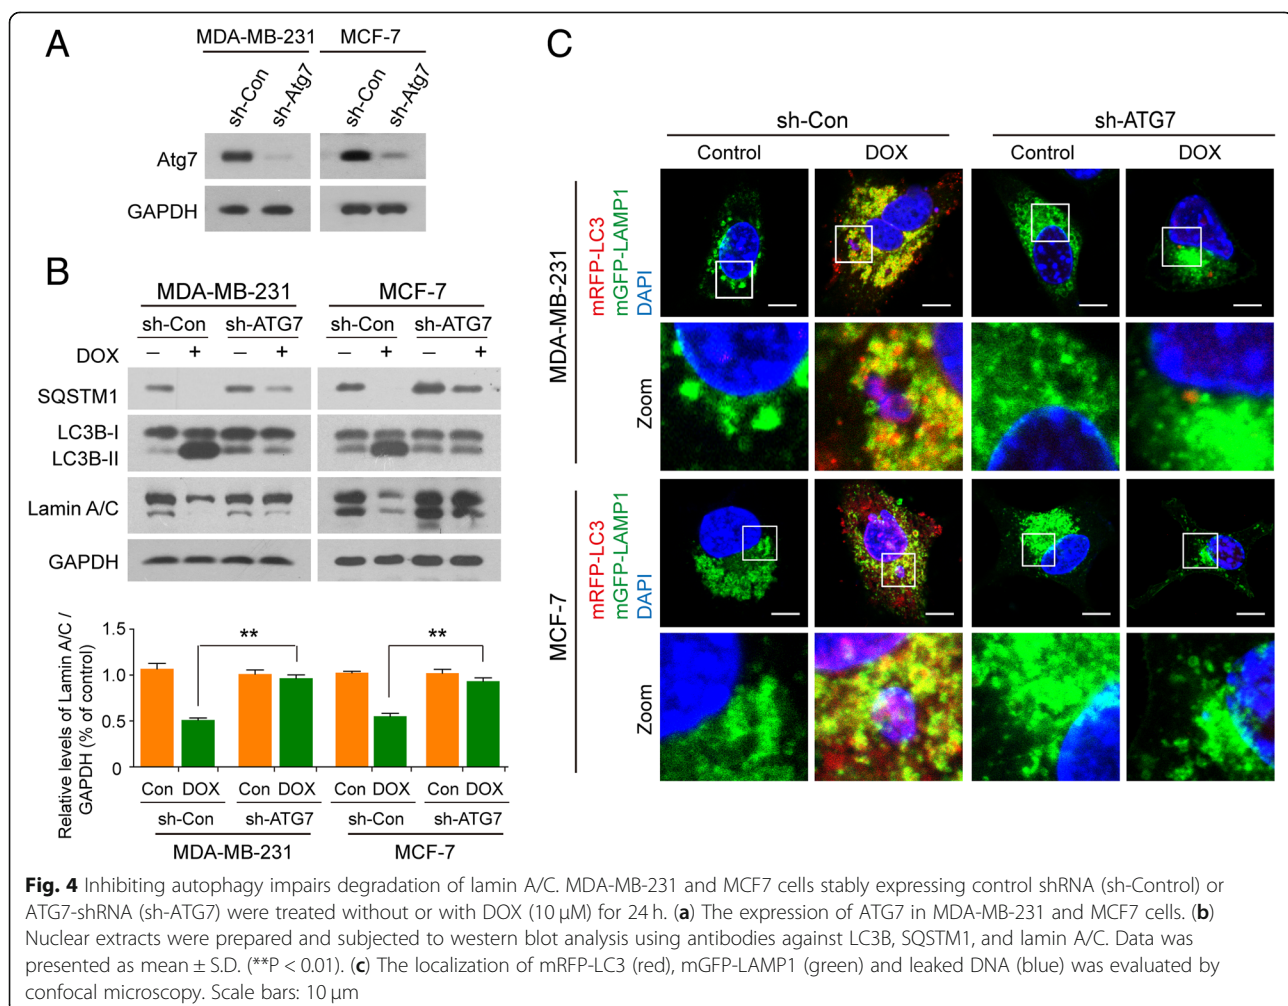 A
MDA-MB-231 MCF-7
sh-Con sh-Atg7 sh-Con sh-Atg7
Atg7
GAPDH
B
MDA-MB-231 MCF-7
sh-Con sh-ATG7 sh-Con sh-ATG7
DOX – + – + – + – +
SQSTM1
LC3B-I
LC3B-II
Lamin A/C
GAPDH
Relative levels of Lamin A/C /
GAPDH (% of control)
1.5
1.0
0.5
0
** **
Con DOX Con DOX Con DOX Con DOX
sh-Con sh-ATG7 sh-Con sh-ATG7
MDA-MB-231 MCF-7
C
sh-Con sh-ATG7
Control DOX Control DOX
MDA-MB-231
mRFP-LC3
mGFP-LAMP1
DAPI
Zoom
MCF-7
mRFP-LC3
mGFP-LAMP1
DAPI
Zoom
Fig. 4 Inhibiting autophagy impairs degradation of lamin A/C. MDA-MB-231 and MCF7 cells stably expressing control shRNA (sh-Control) or
ATG7-shRNA (sh-ATG7) were treated without or with DOX (10 μM) for 24 h. (a) The expression of ATG7 in MDA-MB-231 and MCF7 cells. (b)
Nuclear extracts were prepared and subjected to western blot analysis using antibodies against LC3B, SQSTM1, and lamin A/C. Data was
presented as mean ± S.D. (**P < 0.01). (c) The localization of mRFP-LC3 (red), mGFP-LAMP1 (green) and leaked DNA (blue) was evaluated by
confocal microscopy. Scale bars: 10 μm